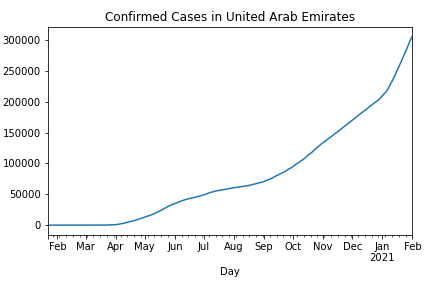 Confirmed Cases in United Arab Emirates
300000
250000
200000
150000
100000
50000
0
Feb Mar Apr May Jun Jul Aug Sep Oct Nov Dec Jan Feb
2021
Day